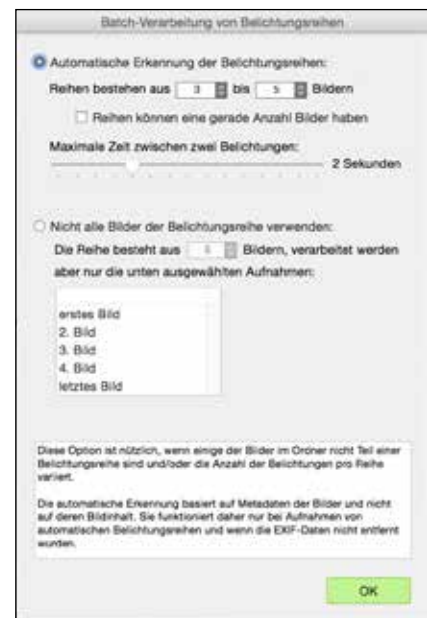 Batch-Verarbeitung von Belichtungsreihen
Automatische Erkennung der Belichtungsreihen:
Reihen bestehen aus 3 bis 5 Bildern
Reihen können eine gerade Anzahl Bilder haben
Maximale Zeit zwischen zwei Belichtungen:
2 Sekunden
Nicht alle Bilder der Belichtungsreihe verwenden:
Die Reihe besteht aus Bildern, verarbeitet werden
aber nur die unten ausgewählten Aufnahmen:
erstes Bild
2. Bild
3. Bild
4. Bild
letztes Bild
Diese Option ist nützlich, wenn einige der Bilder im Ordner nicht Teil einer
Belichtungsreihe sind und/oder die Anzahl der Belichtungen pro Reihe
variiert.
Die automatische Erkennung basiert auf Metadaten der Bilder und nicht
auf deren Bildinhalt. Sie funktioniert daher nur bei Aufnahmen von
automatischen Belichtungsreihen und wenn die EXIF-Daten nicht entfernt
wurden.
OK